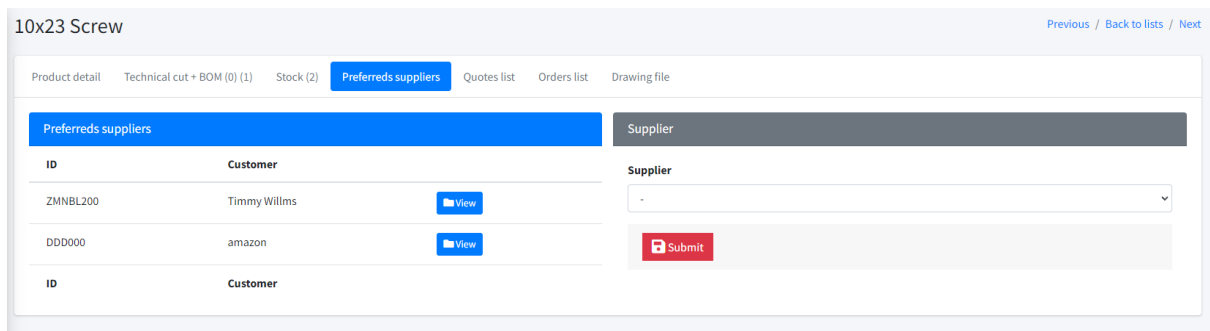 10x23 Screw
Previous / Back to lists / Next
Product detail Technical cut + BOM (0) (1) Stock (2) Preferreds suppliers Quotes list Orders list Drawing file
Preferreds suppliers
ID Customer
ZMNBL200 Timmy Willms View
DDD000 amazon View
ID Customer
Supplier
Supplier
-
Submit